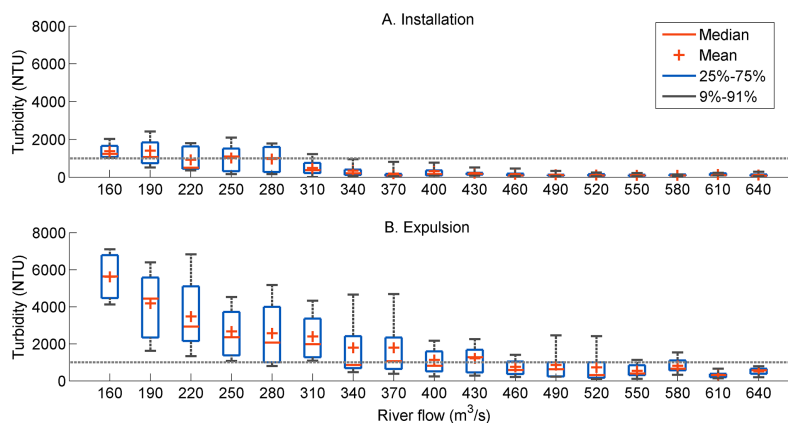 A. Installation
Turbidity (NTU)
8000
6000
4000
2000
0
160 190 220 250 280 310 340 370 400 430 460 490 520 550 580 610 640
Median
Mean
25%-75%
9%-91%
B. Expulsion
Turbidity (NTU)
8000
6000
4000
2000
0
160 190 220 250 280 310 340 370 400 430 460 490 520 550 580 610 640
River flow (m³/s)